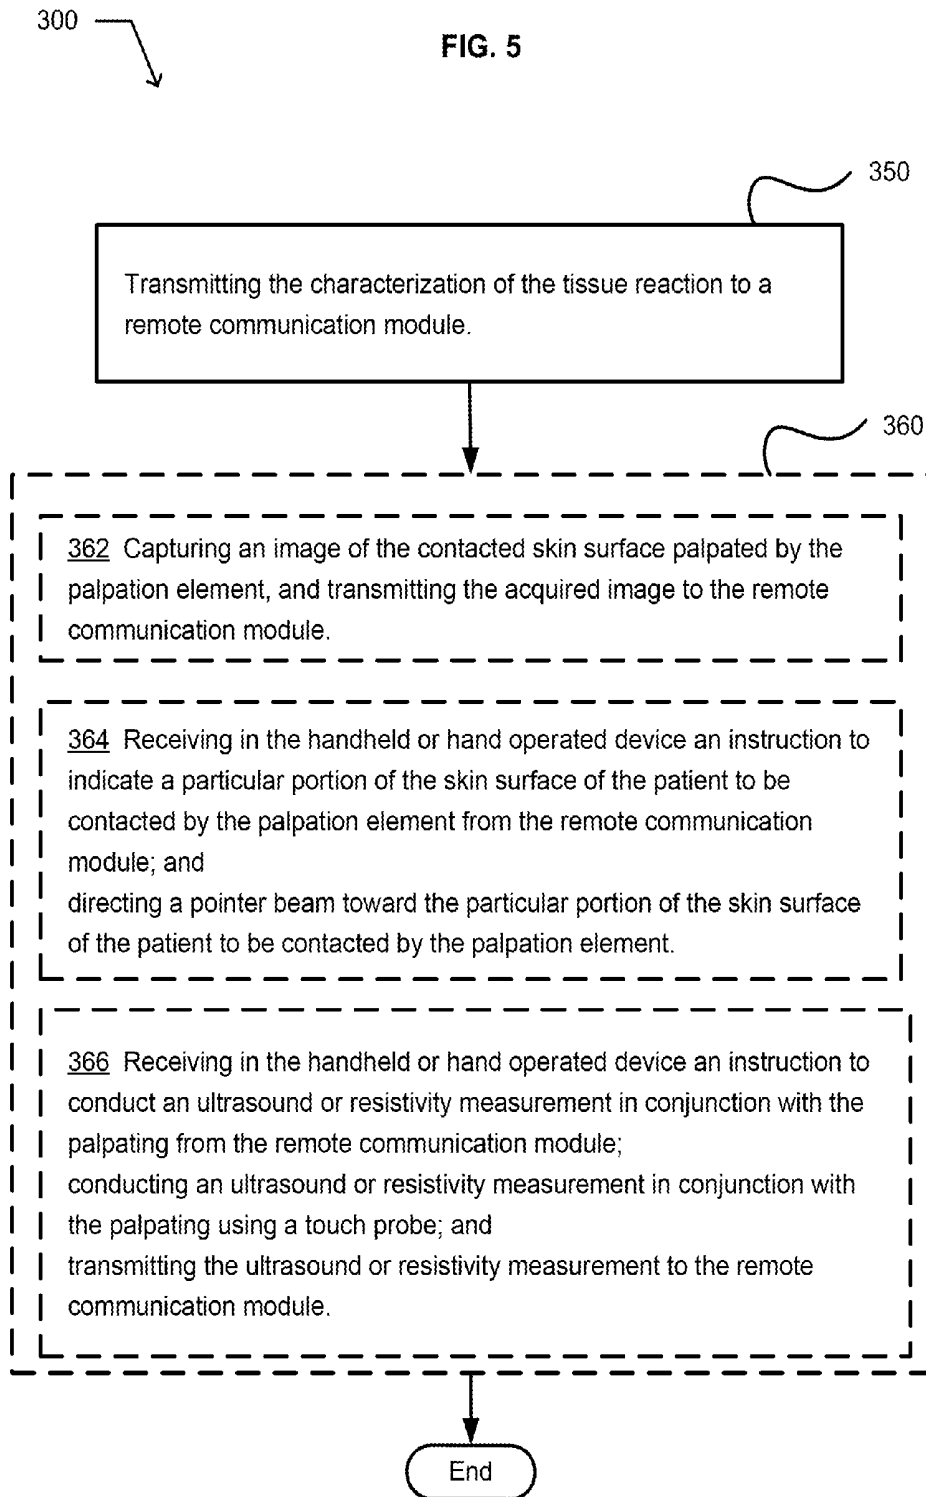 300
FIG. 5
350
Transmitting the characterization of the tissue reaction to a
remote communication module.
360
362 Capturing an image of the contacted skin surface palpated by the
palpation element, and transmitting the acquired image to the remote
communication module.
364 Receiving in the handheld or hand operated device an instruction to
indicate a particular portion of the skin surface of the patient to be
contacted by the palpation element from the remote communication
module; and
directing a pointer beam toward the particular portion of the skin surface
of the patient to be contacted by the palpation element.
366 Receiving in the handheld or hand operated device an instruction to
conduct an ultrasound or resistivity measurement in conjunction with the
palpating from the remote communication module;
conducting an ultrasound or resistivity measurement in conjunction with
the palpating using a touch probe; and
transmitting the ultrasound or resistivity measurement to the remote
communication module.
End